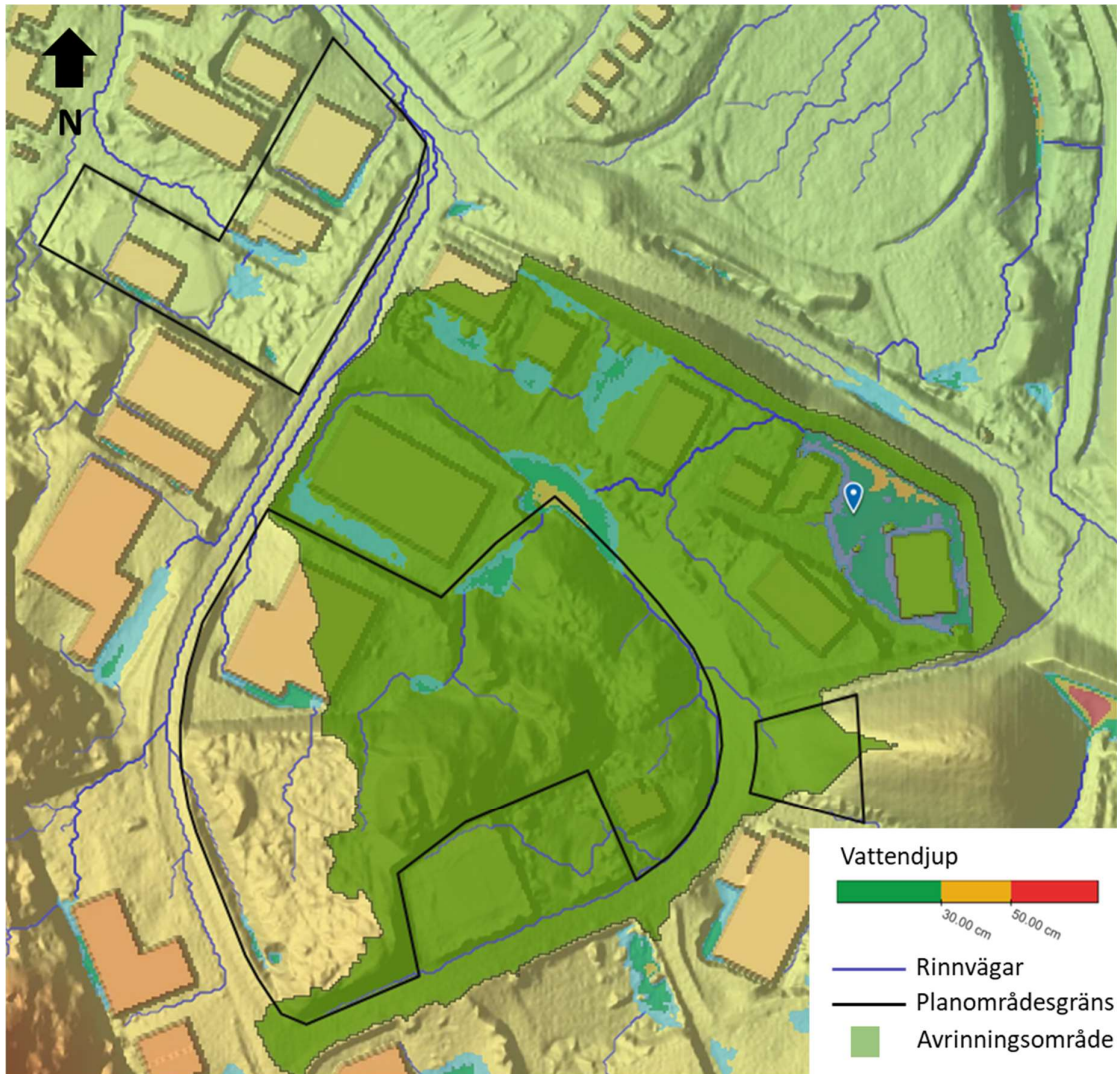 N
Vattendjup
30.00 cm
50.00 cm
Rinnvägar
Planområdesgräns
Avrinningsområde